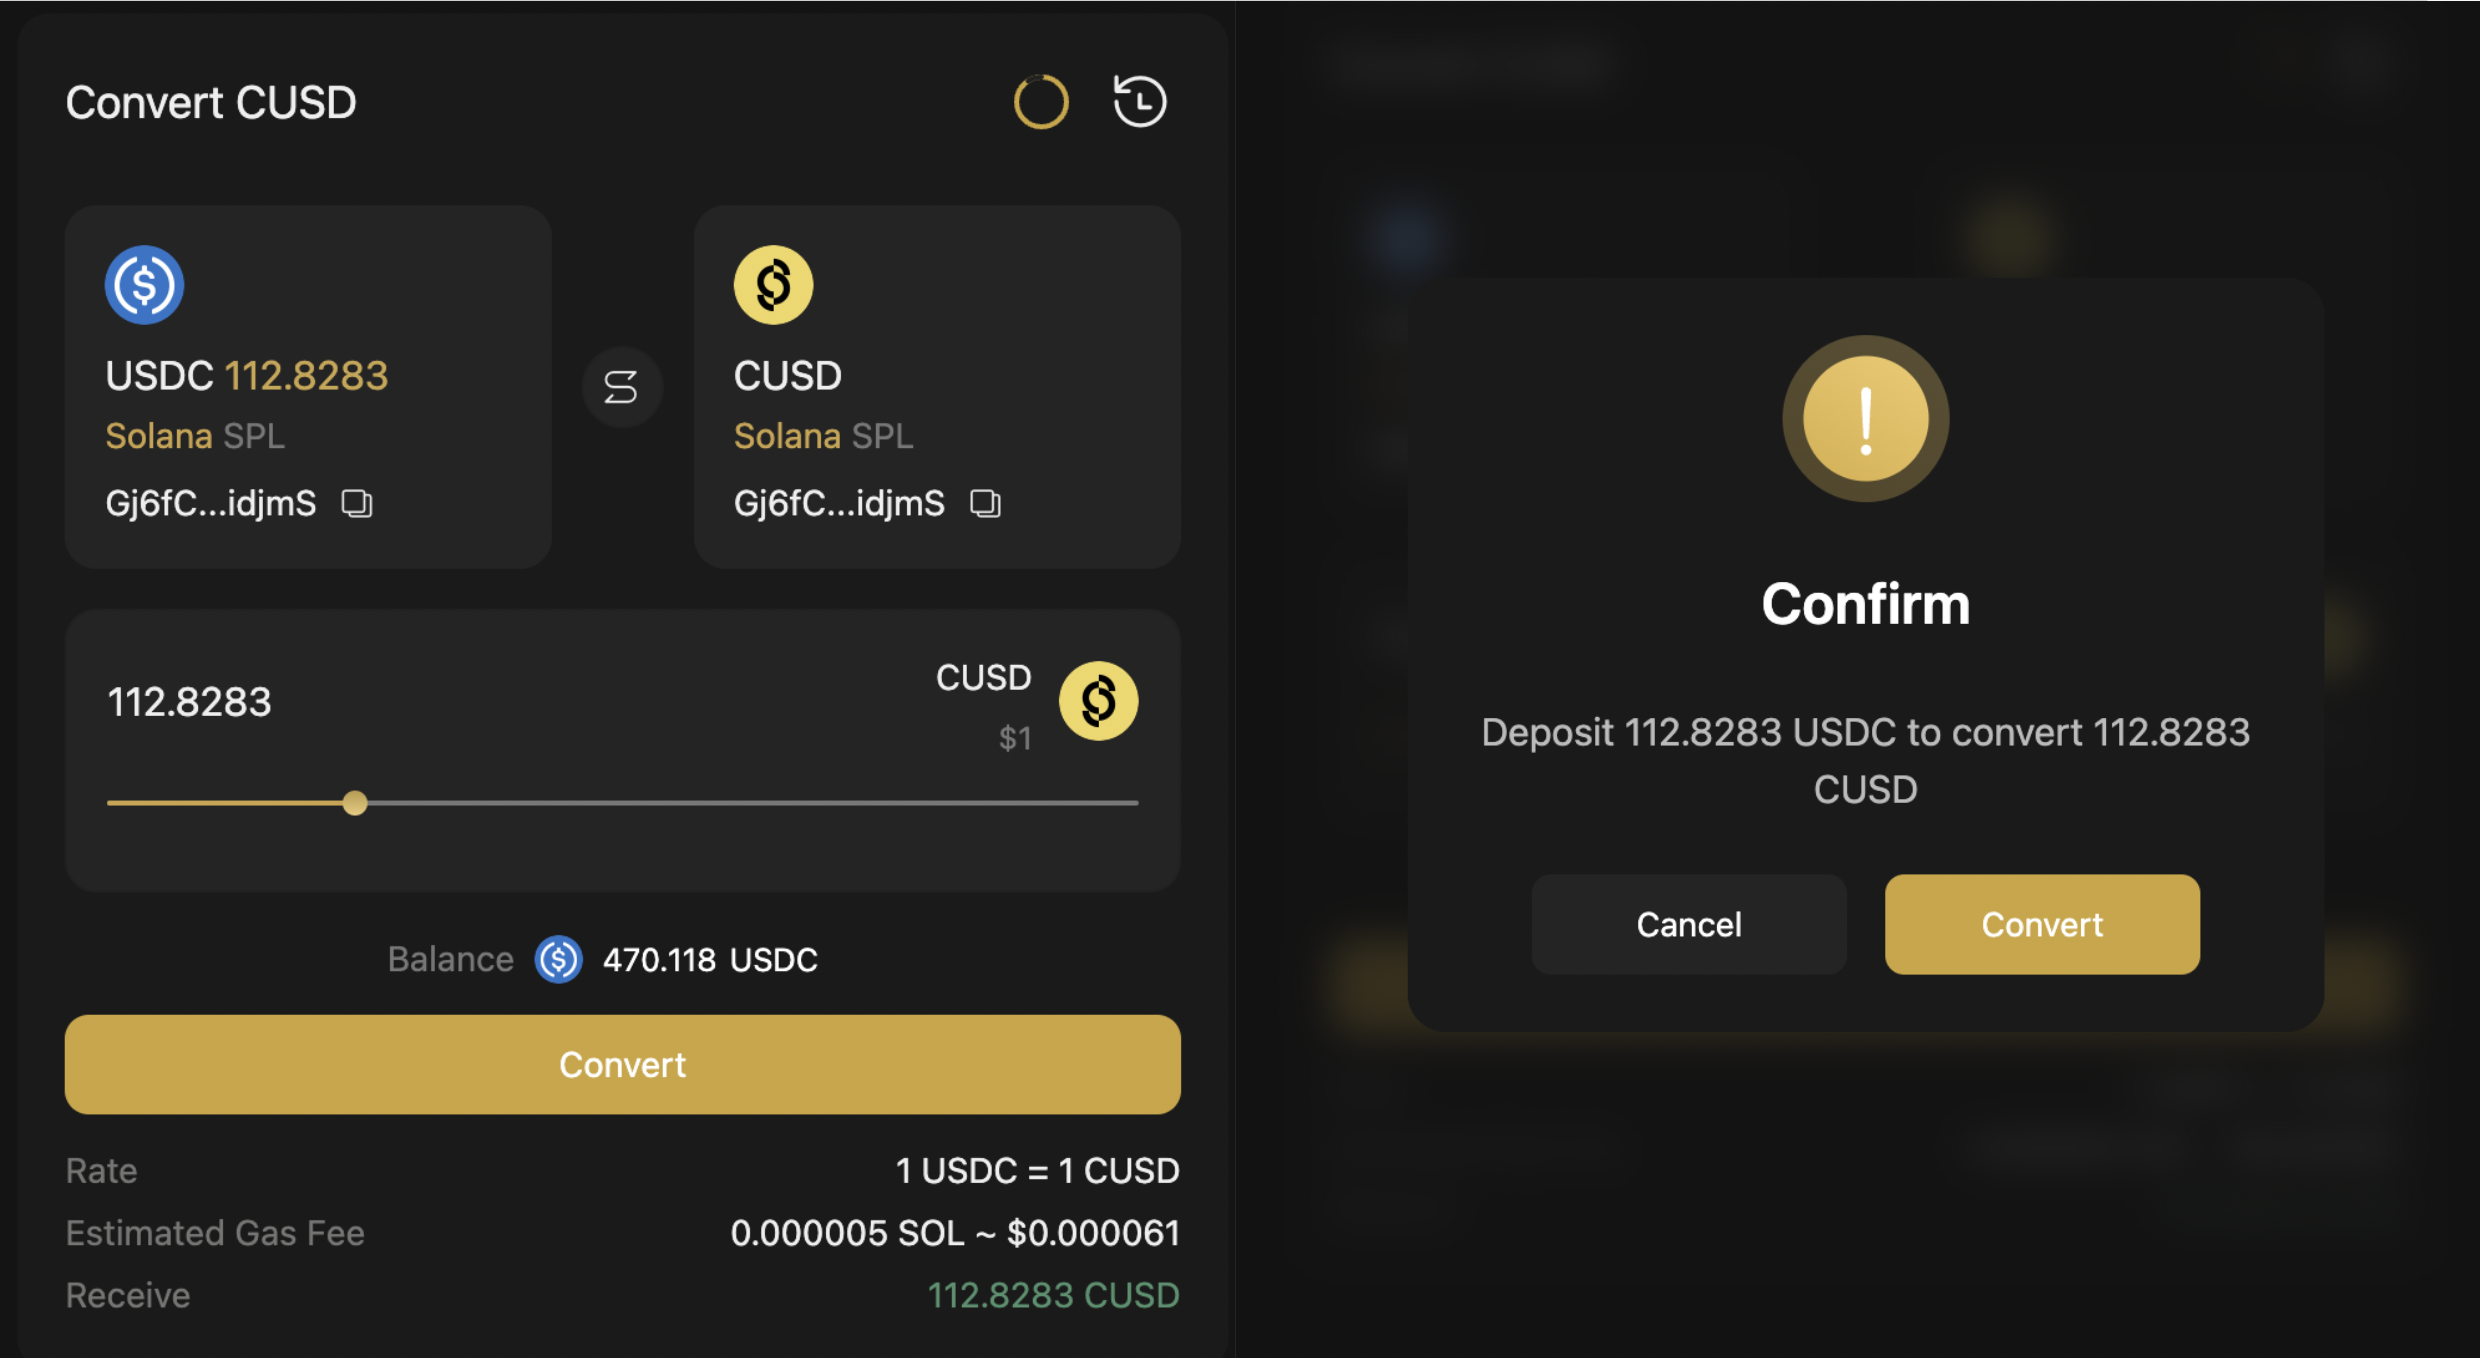 Convert CUSD
USDC 112.8283
Solana SPL
Gj6fC...idjmS
CUSD
Solana SPL
Gj6fC...idjmS
112.8283
CUSD
$1
Balance 470.118 USDC
Convert
Rate 1 USDC = 1 CUSD
Estimated Gas Fee 0.000005 SOL ~ $0.000061
Receive 112.8283 CUSD
Confirm
Deposit 112.8283 USDC to convert 112.8283
CUSD
Cancel Convert